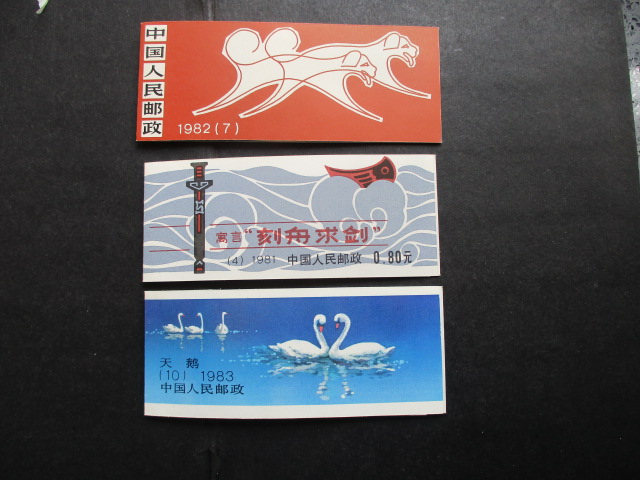 中国人民邮政
1982(7)
寓言“刻舟求剑”
(4) 1981 中国人民邮政 0.80元
天鹅
(10) 1983
中国人民邮政